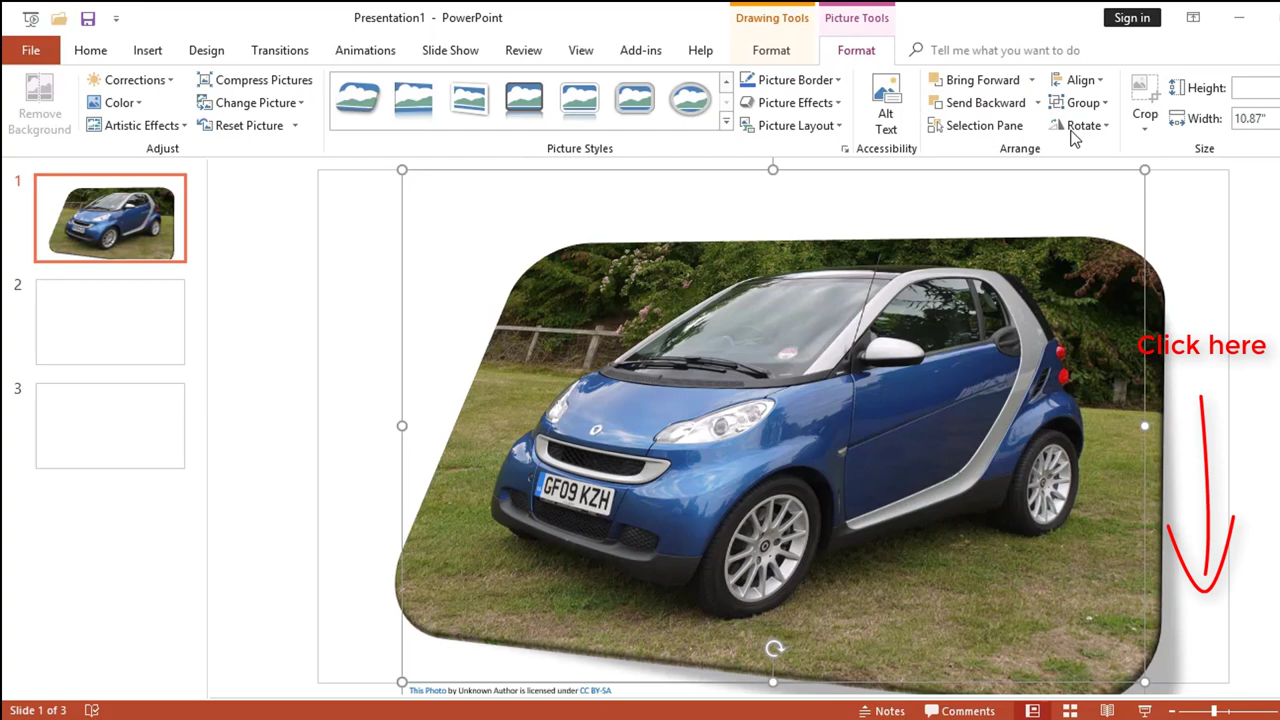 Presentation1 - PowerPoint
Drawing Tools
Picture Tools
Sign in
File
Home
Insert
Design
Transitions
Animations
Slide Show
Review
View
Add-ins
Help
Format
Format
Tell me what you want to do
Remove
Background
Corrections
Color
Artistic Effects
Compress Pictures
Change Picture
Reset Picture
Adjust
Picture Styles
Picture Border
Picture Effects
Picture Layout
Alt
Text
Accessibility
Bring Forward
Send Backward
Selection Pane
Align
Group
Rotate
Arrange
Crop
Height:
Width:
10.87"
Size
1
2
3
Click here
GF09 KZH
This Photo by Unknown Author is licensed under CC BY-SA
Slide 1 of 3
Notes
Comments